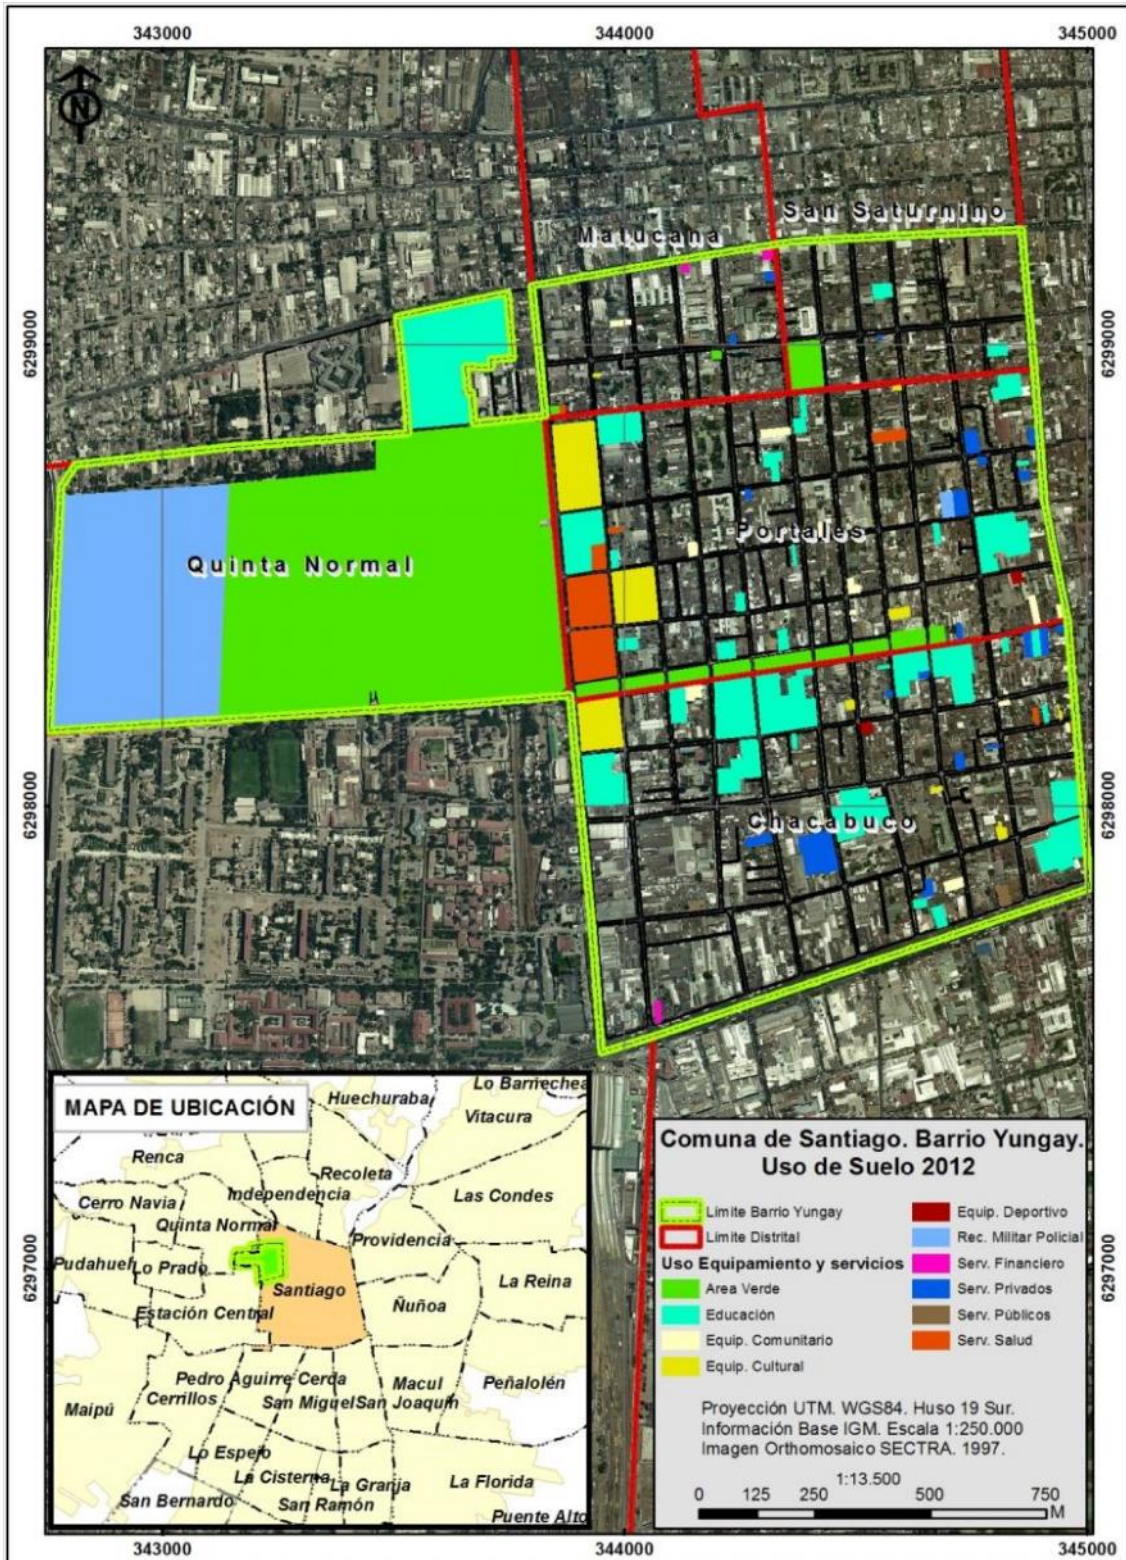 343000
344000
345000
N
San Saturnino
Matucana
6299000
6299000
Portales
Quinta Normal
6298000
6298000
Chacabuco
MAPA DE UBICACIÓN
Lo Barnechea
Huechuraba
Vitacura
Renca
Recoleta
Las Condes
Independencia
Cerro Navia
Quinta Normal
Providencia
Pudahuel
Lo Prado
La Reina
Santiago
Ñuñoa
Estación Central
Pedro Aguirre Cerda
Macul
Peñalolén
Cerrillos
San Miguel
San Joaquín
Maipú
Lo Espejo
La Cisterna
La Granja
La Florida
San Bernardo
San Ramón
Puente Alto
6297000
6297000
Comuna de Santiago. Barrio Yungay.
Uso de Suelo 2012
Límite Barrio Yungay
Límite Distrital
Uso Equipamiento y servicios
Area Verde
Educación
Equip. Comunitario
Equip. Cultural
Equip. Deportivo
Rec. Militar Policial
Serv. Financiero
Serv. Privados
Serv. Públicos
Serv. Salud
Proyección UTM. WGS84. Huso 19 Sur.
Información Base IGM. Escala 1:250.000
Imagen Orthomosaico SECTRA. 1997.
1:13.500
0 125 250 500 750
M
343000
344000
345000